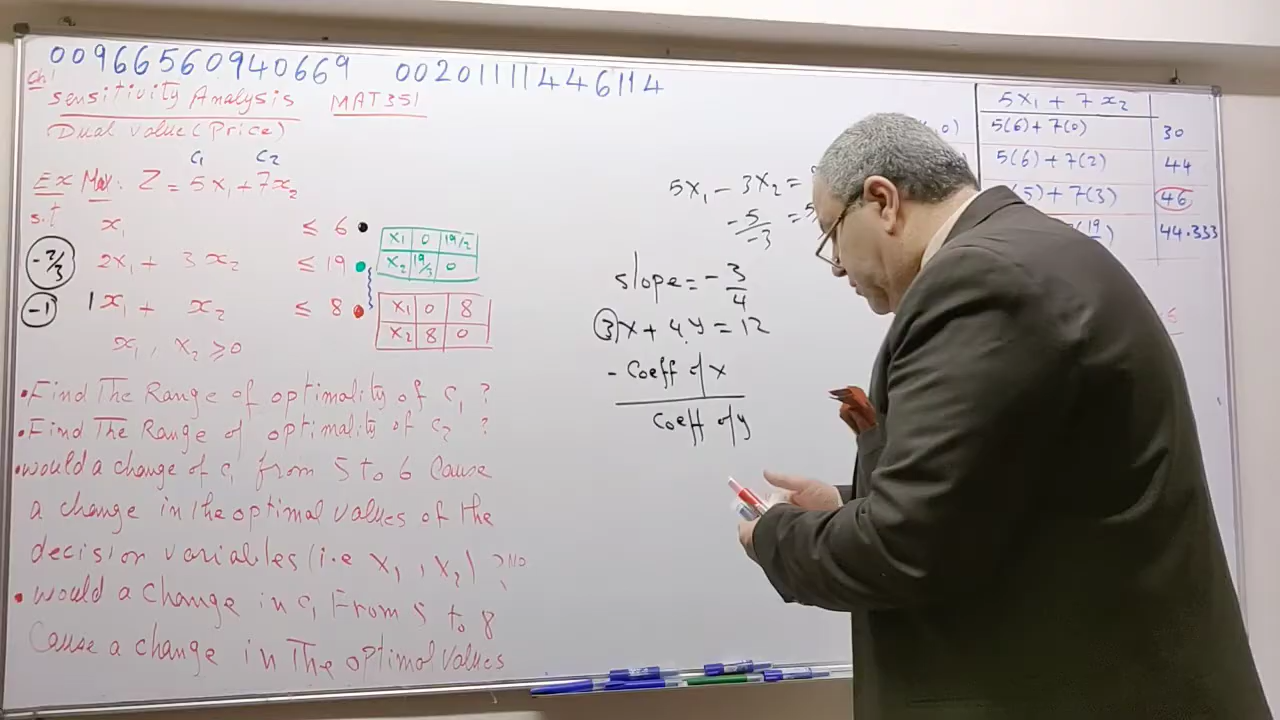 00966560940669 00201111446114
Ch1
Sensitivity Analysis MAT351
Dual Value (Price)
C1 C2
Ex Max: Z = 5x₁ + 7x₂
s.t x₁ ≤ 6
-2/3 2x₁ + 3x₂ ≤ 19
-1 1x₁ + x₂ ≤ 8
x₁, x₂ ≥ 0
x₁ 0 19/2
x₂ 19/3 0
x₁ 0 8
x₂ 8 0
• Find The Range of optimality of C₁ ?
• Find The Range of optimality of C₂ ?
• would a change of c₁ from 5 to 6 Cause
a change in the optimal values of the
decision variables (i.e x₁, x₂) ? No
• would a change in c₁ From 5 to 8
Cause a change in The optimal values
5x₁ - 3x₂ =
-5/-3 = 5
slope = -3/4
3x + 4y = 12
- Coeff of x
Coeff of y
5x₁ + 7x₂
5(6) + 7(0) 30
5(6) + 7(2) 44
(5) + 7(3) 46
44.333